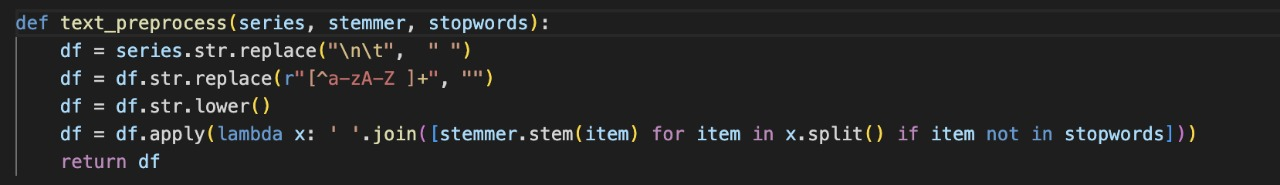 def text_preprocess(series, stemmer, stopwords):
    df = series.str.replace("\n\t",  " ")
    df = df.str.replace(r"[^a-zA-Z ]+", "")
    df = df.str.lower()
    df = df.apply(lambda x: ' '.join([stemmer.stem(item) for item in x.split() if item not in stopwords]))
    return df